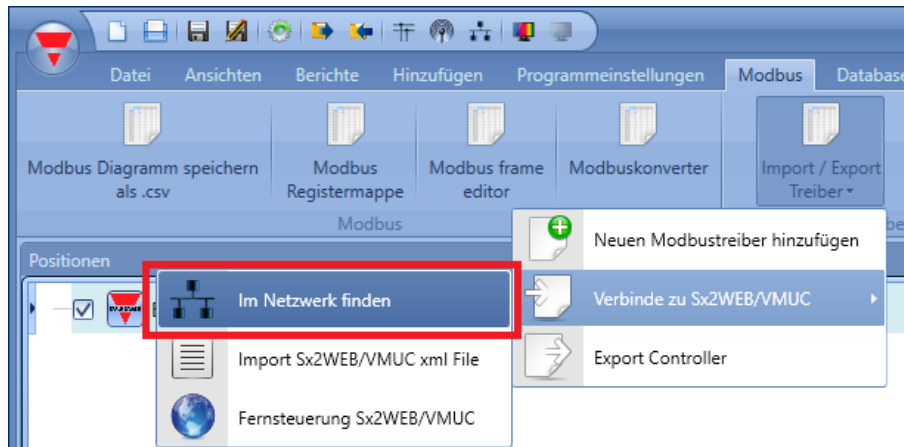 Datei Ansichten Berichte Hinzufügen Programmeinstellungen Modbus Database
Modbus Diagramm speichern
als .csv
Modbus
Registermappe
Modbus frame
editor
Modbuskonverter
Import / Export
Treiber
Modbus
Positionen
Neuen Modbustreiber hinzufügen
Verbinde zu Sx2WEB/VMUC
Export Controller
Im Netzwerk finden
Import Sx2WEB/VMUC xml File
Fernsteuerung Sx2WEB/VMUC